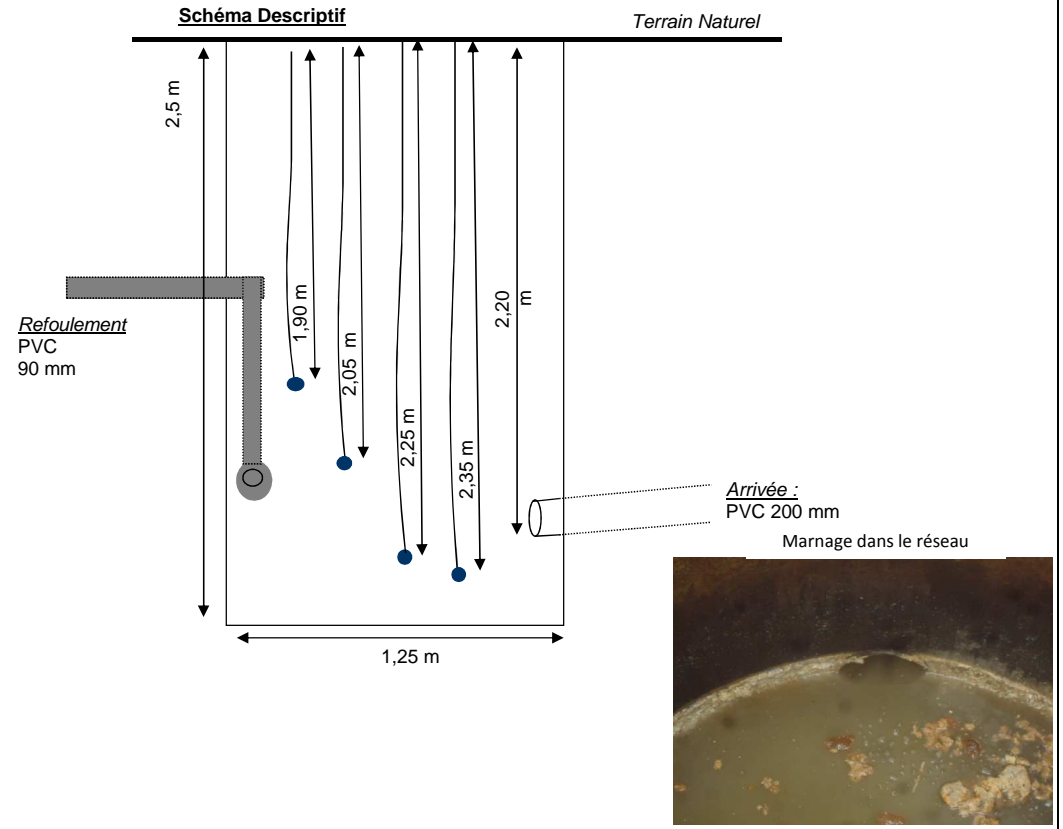 Schéma Descriptif
Terrain Naturel
2,5 m
1,90 m
2,05 m
2,25 m
2,35 m
2,20
m
Refoulement
PVC
90 mm
Arrivée :
PVC 200 mm
Marnage dans le réseau
1,25 m